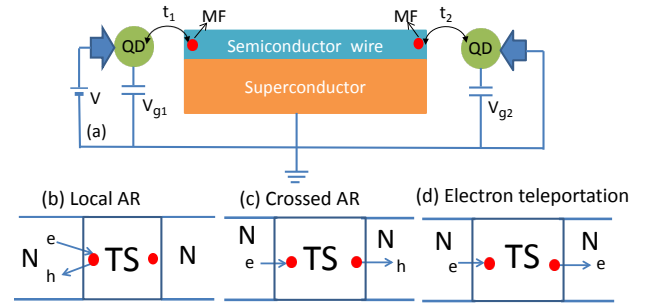 t1 MF MF t2
QD Semiconductor wire QD
Superconductor
V Vg1 Vg2
(a)
(b) Local AR (c) Crossed AR (d) Electron teleportation
N e h TS N
N e TS N h
N e TS N e